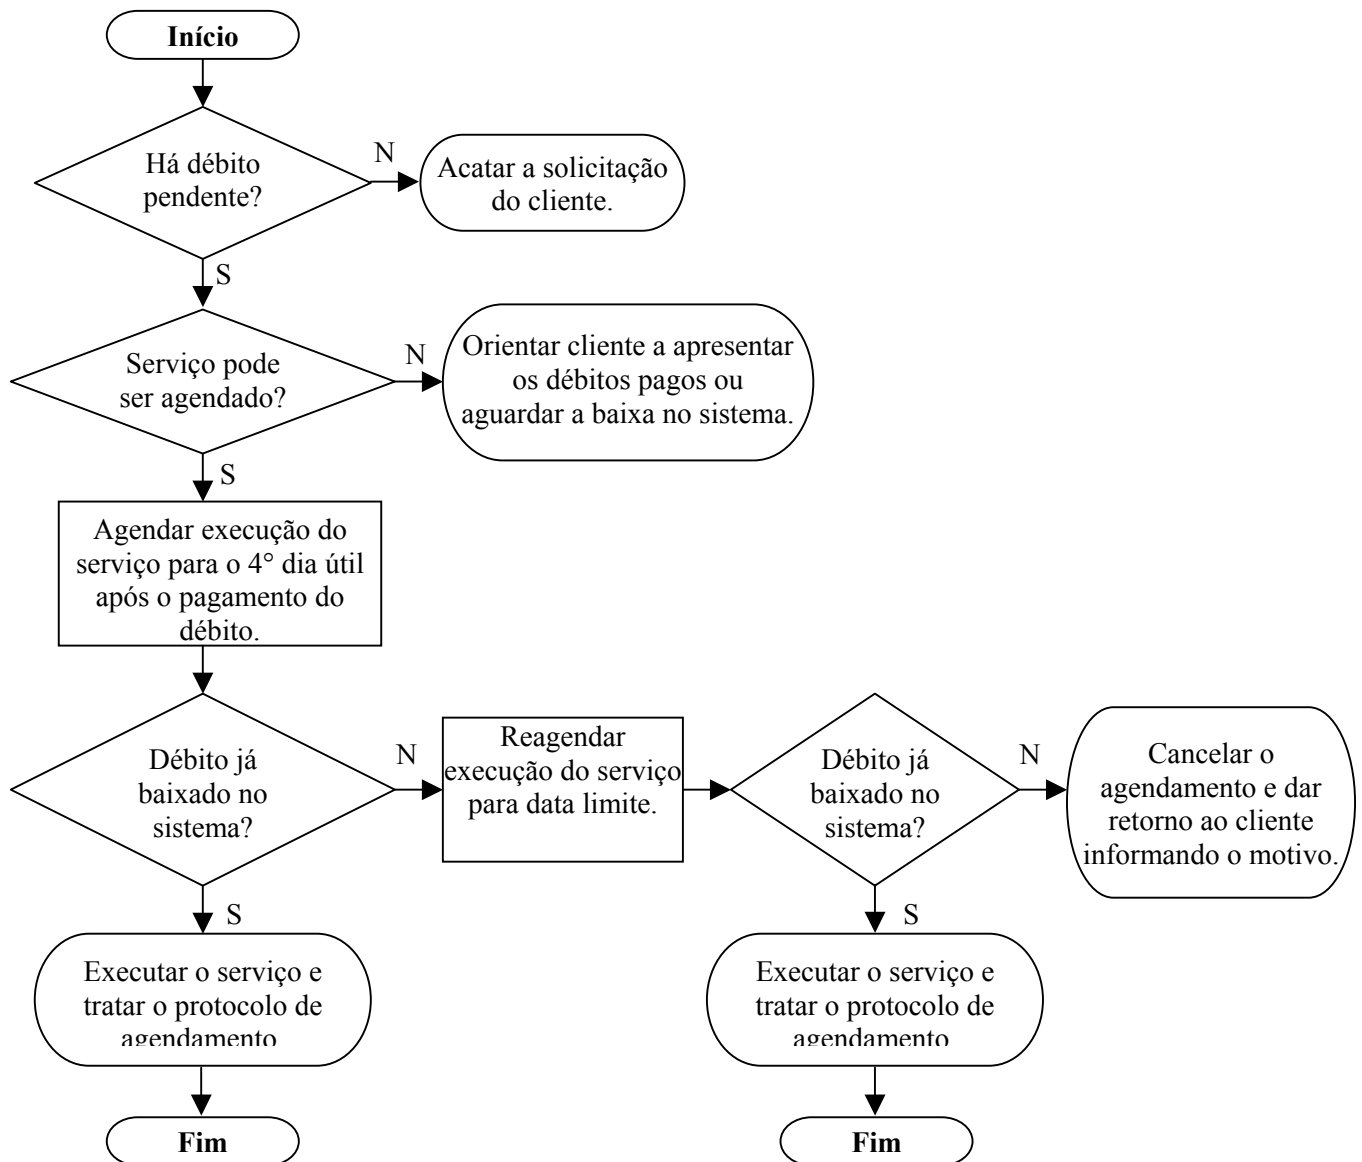 Início
Há débito
pendente?
N
Acatar a solicitação
do cliente.
S
Serviço pode
ser agendado?
N
Orientar cliente a apresentar
os débitos pagos ou
aguardar a baixa no sistema.
S
Agendar execução do
serviço para o 4° dia útil
após o pagamento do
débito.
Débito já
baixado no
sistema?
N
Reagendar
execução do serviço
para data limite.
Débito já
baixado no
sistema?
N
Cancelar o
agendamento e dar
retorno ao cliente
informando o motivo.
S
Executar o serviço e
tratar o protocolo de
agendamento
S
Executar o serviço e
tratar o protocolo de
agendamento
Fim
Fim